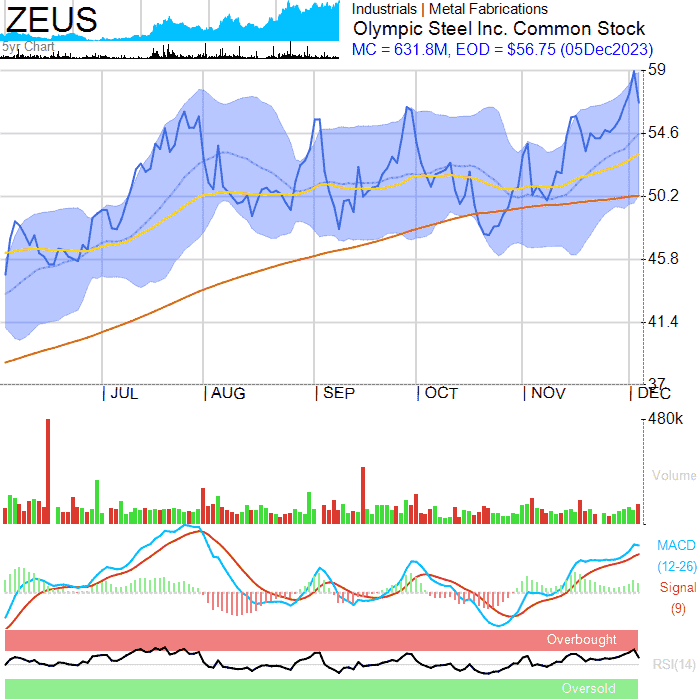 ZEUS
5yr Chart
Industrials | Metal Fabrications
Olympic Steel Inc. Common Stock
MC = 631.8M, EOD = $56.75 (05Dec2023)
59
54.6
50.2
45.8
41.4
37
| JUL | AUG | SEP | OCT | NOV | DEC
480k
Volume
MACD
(12-26)
Signal
(9)
Overbought
RSI(14)
Oversold